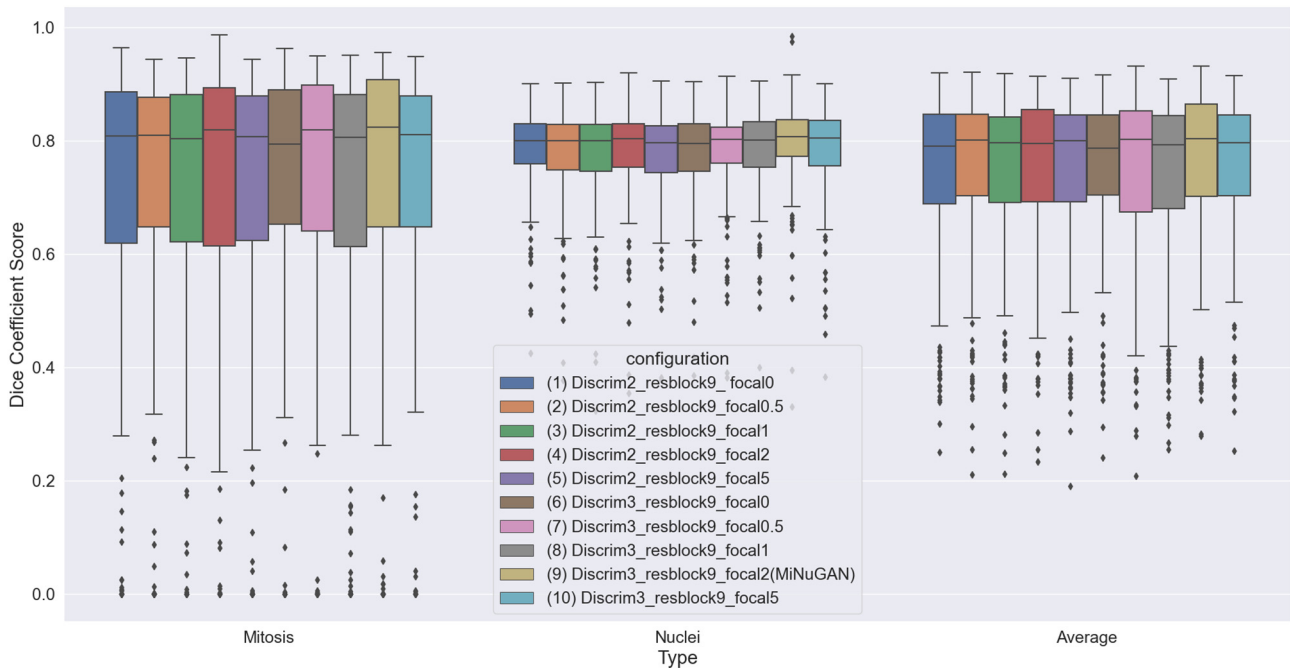 1.0
0.8
0.6
0.4
0.2
0.0
Dice Coefficient Score
configuration
(1) Discrim2_resblock9_ focal0
(2) Discrim2_resblock9_focal0.5
(3) Discrim2_resblock9_focal1
(4) Discrim2_resblock9_focal2
(5) Discrim2_resblock9_focal5
(6) Discrim3_resblock9_focal0
(7) Discrim3_resblock9_focal0.5
(8) Discrim3_resblock9_focal1
(9) Discrim3_resblock9_focal2(MiNuGAN)
(10) Discrim3_resblock9_focal5
Mitosis Nuclei Average
Type